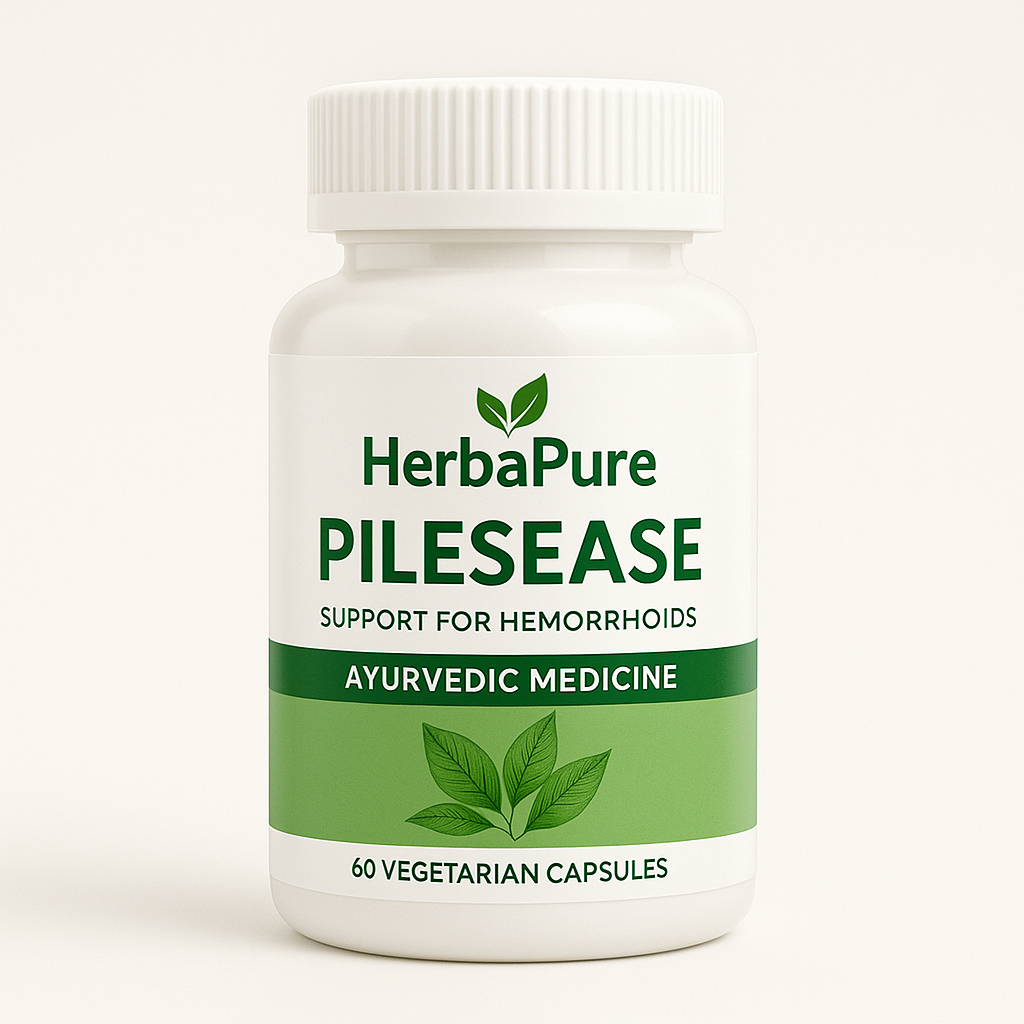 HerbaPure
PILESEASE
SUPPORT FOR HEMORRHOIDS
AYURVEDIC MEDICINE
60 VEGETARIAN CAPSULES